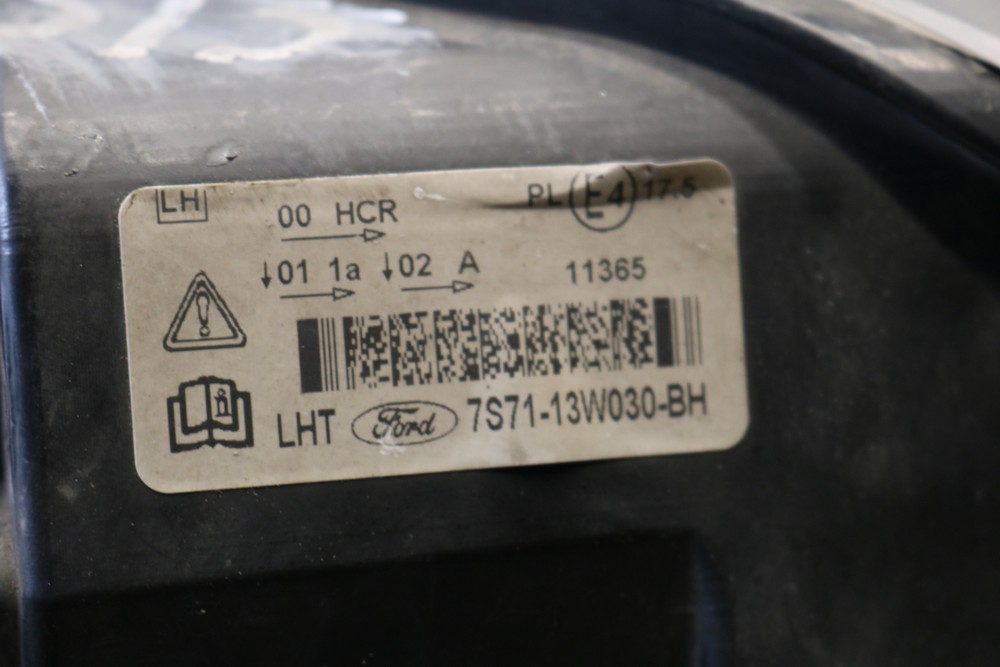 LH
00 HCR
PL E4 17.5
01 1a 02 A
11365
LHT Ford 7S71-13W030-BH